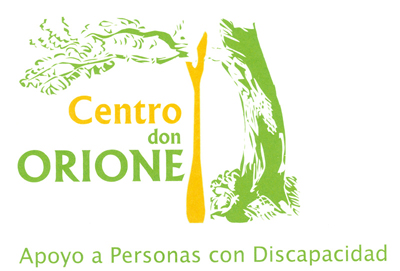 Centro
don
ORIONE
Apoyo a Personas con Discapacidad